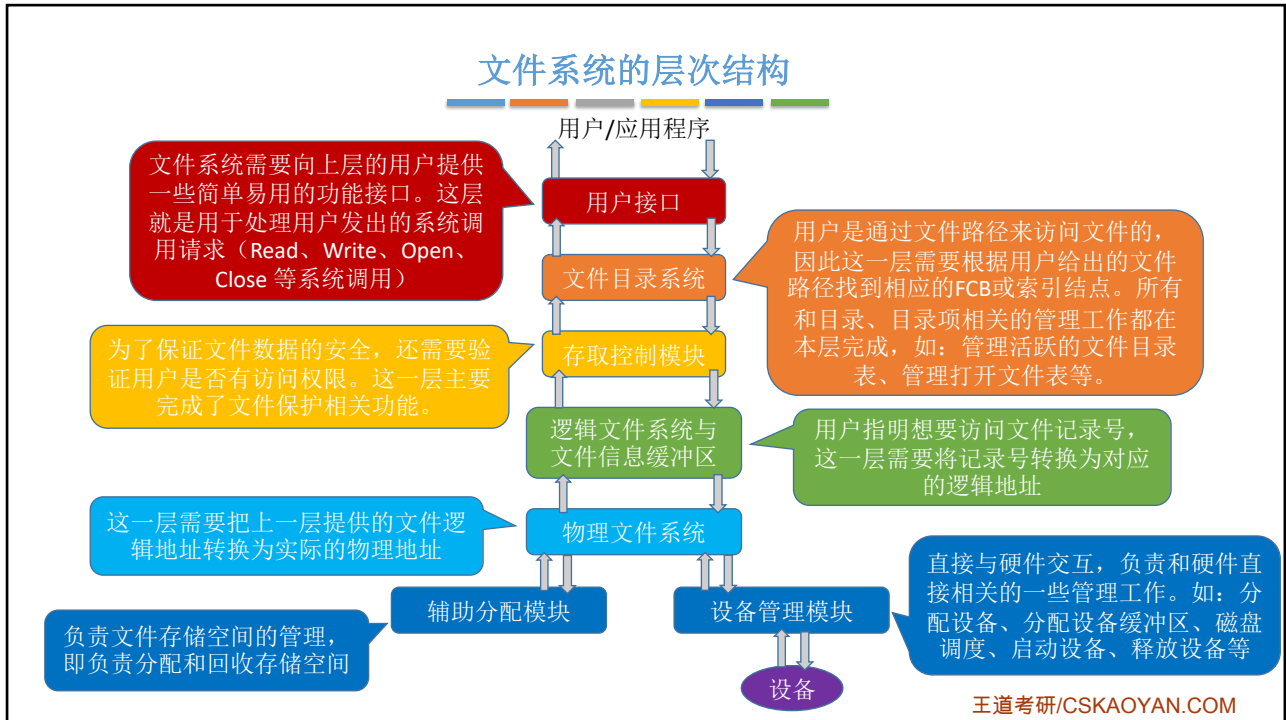 文件系统的层次结构
用户/应用程序
文件系统需要向上层的用户提供
一些简单易用的功能接口。这层
就是用于处理用户发出的系统调
用请求（Read、Write、Open、
Close 等系统调用）
用户接口
文件目录系统
用户是通过文件路径来访问文件的，
因此这一层需要根据用户给出的文件
路径找到相应的FCB或索引结点。所有
和目录、目录项相关的管理工作都在
本层完成，如：管理活跃的文件目录
表、管理打开文件表等。
为了保证文件数据的安全，还需要验
证用户是否有访问权限。这一层主要
完成了文件保护相关功能。
存取控制模块
逻辑文件系统与
文件信息缓冲区
用户指明想要访问文件记录号，
这一层需要将记录号转换为对应
的逻辑地址
这一层需要把上一层提供的文件逻
辑地址转换为实际的物理地址
物理文件系统
辅助分配模块
负责文件存储空间的管理，
即负责分配和回收存储空间
设备管理模块
直接与硬件交互，负责和硬件直
接相关的一些管理工作。如：分
配设备、分配设备缓冲区、磁盘
调度、启动设备、释放设备等
设备
王道考研/CSKAOYAN.COM